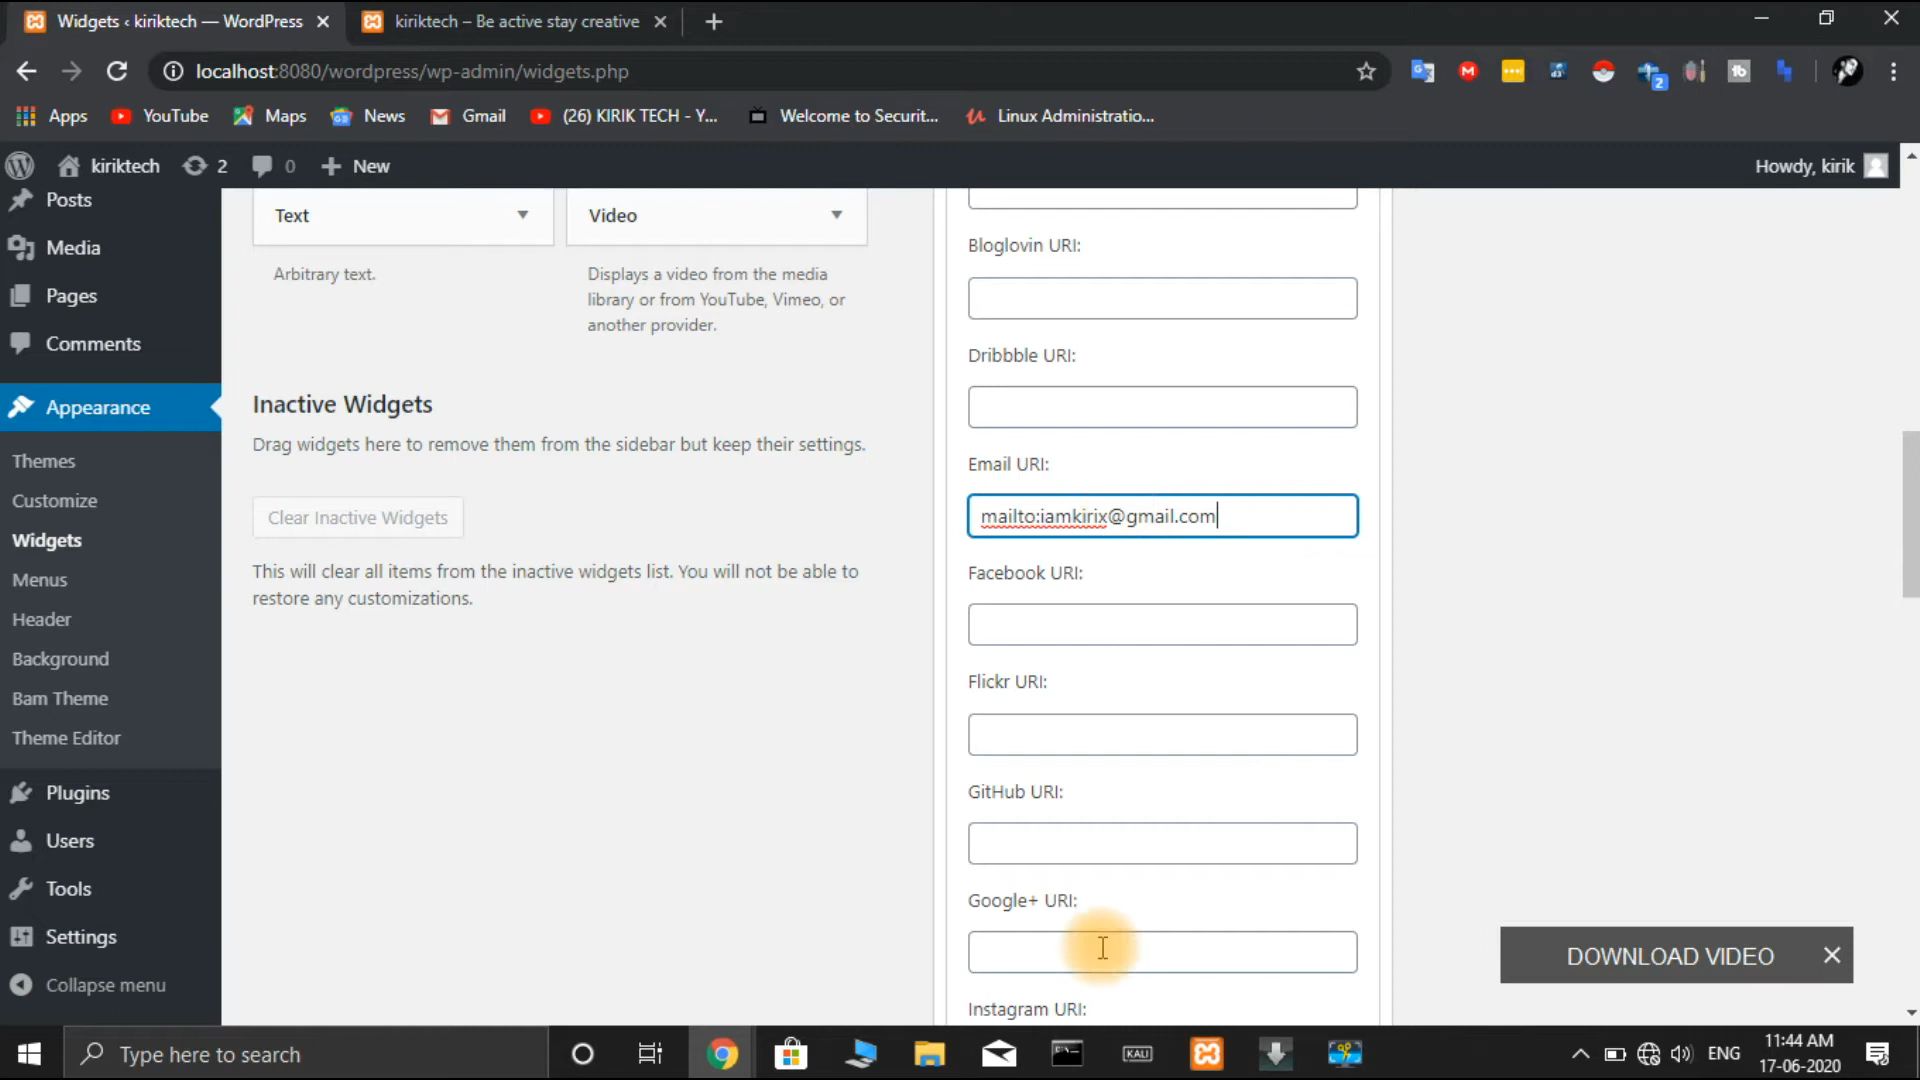 Widgets ‹ kiriktech — WordPress
kiriktech – Be active stay creative
localhost:8080/wordpress/wp-admin/widgets.php
2
Apps
YouTube
Maps
News
Gmail
(26) KIRIK TECH - Y...
Welcome to Securit...
Linux Administratio...
kiriktech
2
0
New
Howdy, kirik
Posts
Media
Pages
Comments
Appearance
Themes
Customize
Widgets
Menus
Header
Background
Bam Theme
Theme Editor
Plugins
Users
Tools
Settings
Collapse menu
Text
Arbitrary text.
Video
Displays a video from the media
library or from YouTube, Vimeo, or
another provider.
Inactive Widgets
Drag widgets here to remove them from the sidebar but keep their settings.
Clear Inactive Widgets
This will clear all items from the inactive widgets list. You will not be able to
restore any customizations.
Bloglovin URI:
Dribbble URI:
Email URI:
mailto:iamkirix@gmail.com
Facebook URI:
Flickr URI:
GitHub URI:
Google+ URI:
Instagram URI:
DOWNLOAD VIDEO
Type here to search
KALI
ENG
11:44 AM
17-06-2020